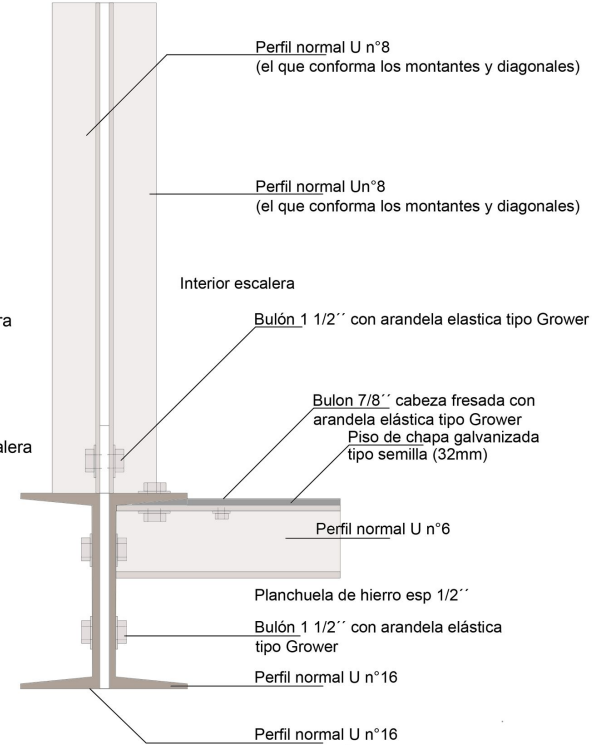 Perfil normal U n°8
(el que conforma los montantes y diagonales)
Perfil normal Un°8
(el que conforma los montantes y diagonales)
Interior escalera
ra
Bulón 1 1/2´´ con arandela elastica tipo Grower
Bulon 7/8´´ cabeza fresada con
arandela elástica tipo Grower
alera
Piso de chapa galvanizada
tipo semilla (32mm)
Perfil normal U n°6
Planchuela de hierro esp 1/2´´
Bulón 1 1/2´´ con arandela elástica
tipo Grower
Perfil normal U n°16
Perfil normal U n°16